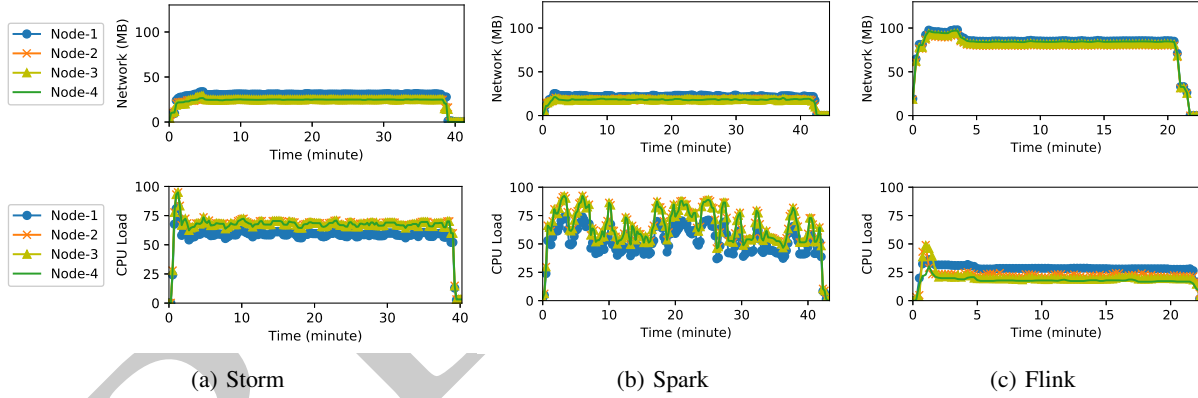 Node-1
Node-2
Node-3
Node-4
Network (MB)
100
50
0
0 10 20 30 40
Time (minute)
Network (MB)
100
50
0
0 10 20 30 40
Time (minute)
Network (MB)
100
50
0
0 5 10 15 20
Time (minute)
Node-1
Node-2
Node-3
Node-4
CPU Load
100
75
50
25
0
0 10 20 30 40
Time (minute)
CPU Load
100
75
50
25
0
0 10 20 30 40
Time (minute)
CPU Load
100
75
50
25
0
0 5 10 15 20
Time (minute)
(a) Storm
(b) Spark
(c) Flink